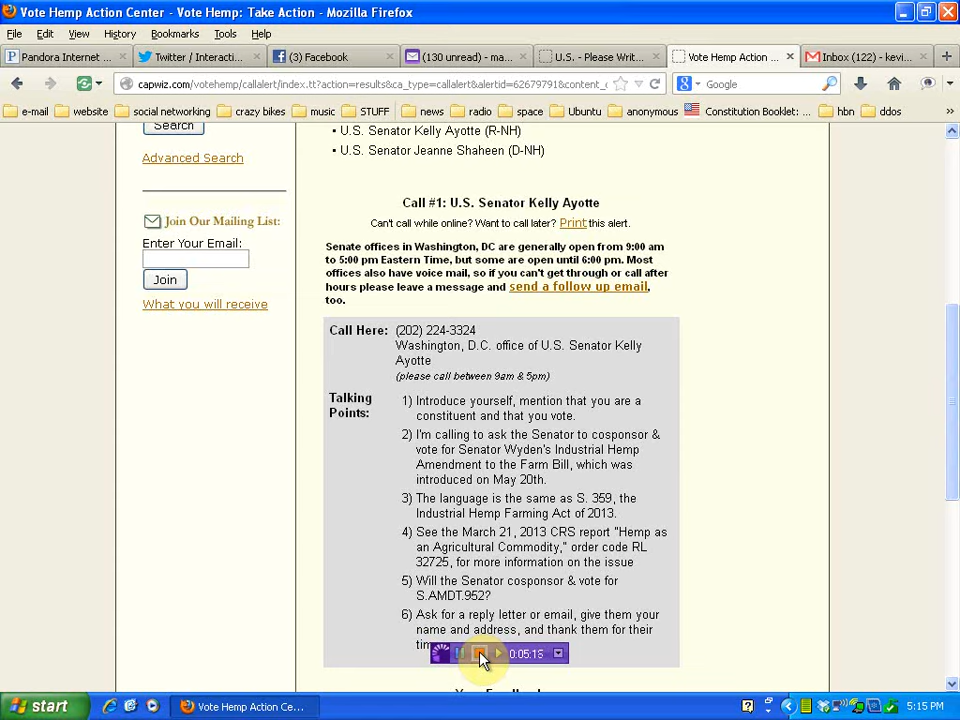 Vote Hemp Action Center - Vote Hemp: Take Action - Mozilla Firefox
File Edit View History Bookmarks Tools Help
Pandora Internet ... Twitter / Interacti... (3) Facebook (130 unread) - ma... U.S. - Please Writ... Vote Hemp Action ... Inbox (122) - kevi...
capwiz.com/votehemp/callalert/index.tt?action=results&ca_type=callalert&alertid=62679791&content_ Google
e-mail website social networking crazy bikes music STUFF news radio space Ubuntu anonymous Constitution Booklet:... hbn ddos
Search
Advanced Search
Join Our Mailing List:
Enter Your Email:
Join
What you will receive
• U.S. Senator Kelly Ayotte (R-NH)
• U.S. Senator Jeanne Shaheen (D-NH)
Call #1: U.S. Senator Kelly Ayotte
Can't call while online? Want to call later? Print this alert.
Senate offices in Washington, DC are generally open from 9:00 am
to 5:00 pm Eastern Time, but some are open until 6:00 pm. Most
offices also have voice mail, so if you can't get through or call after
hours please leave a message and send a follow up email,
too.
Call Here: (202) 224-3324
Washington, D.C. office of U.S. Senator Kelly
Ayotte
(please call between 9am & 5pm)
Talking
Points:
1) Introduce yourself, mention that you are a
constituent and that you vote.
2) I'm calling to ask the Senator to cosponsor &
vote for Senator Wyden's Industrial Hemp
Amendment to the Farm Bill, which was
introduced on May 20th.
3) The language is the same as S. 359, the
Industrial Hemp Farming Act of 2013.
4) See the March 21, 2013 CRS report "Hemp as
an Agricultural Commodity," order code RL
32725, for more information on the issue
5) Will the Senator cosponsor & vote for
S.AMDT.952?
6) Ask for a reply letter or email, give them your
name and address, and thank them for their
start Vote Hemp Action Ce... 5:15 PM